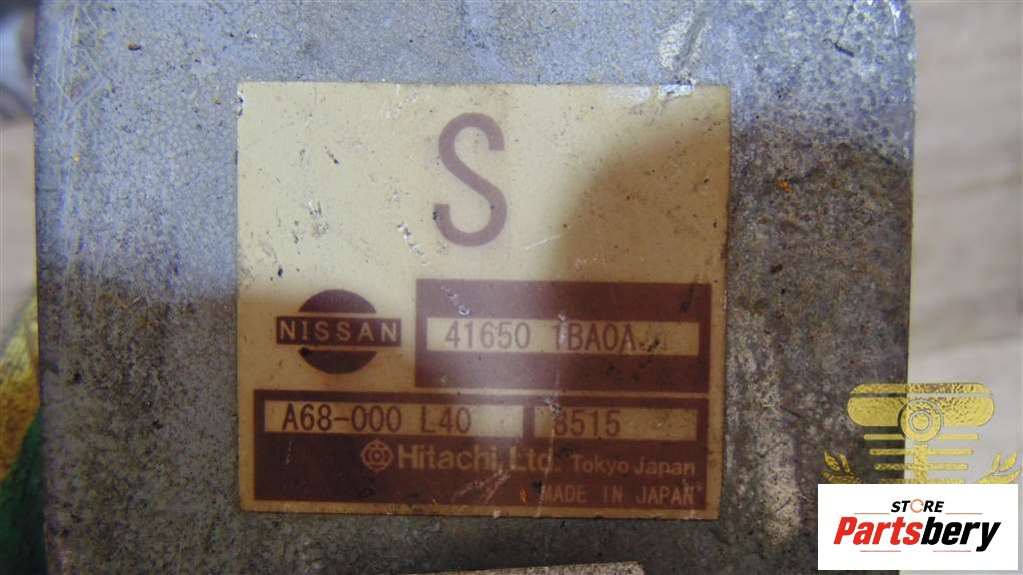 S
NISSAN
41650 1BA0A
A68-000 L40
8515
Hitachi, Ltd. Tokyo Japan
MADE IN JAPAN
STORE
Partsbery